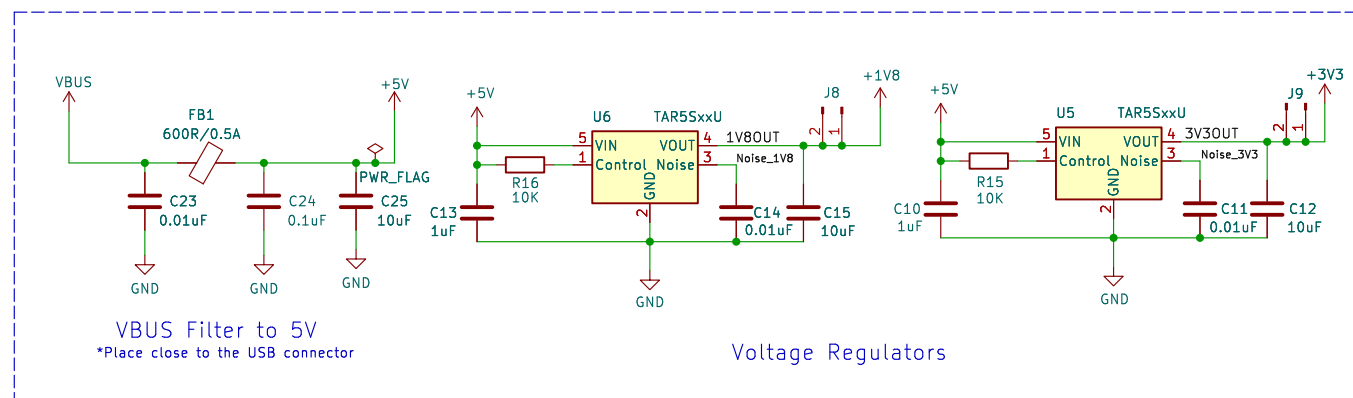 VBUS
FB1
600R/0.5A
+5V
PWR_FLAG
C23
0.01uF
C24
0.1uF
C25
10uF
GND
GND
GND
VBUS Filter to 5V
*Place close to the USB connector
+5V
U6
TAR5SxxU
5
VIN
VOUT
4
1V8OUT
1
Control
Noise
3
Noise_1V8
GND
2
R16
10K
C13
1uF
C14
0.01uF
C15
10uF
J8
2
1
+1V8
GND
+5V
U5
TAR5SxxU
5
VIN
VOUT
4
3V3OUT
1
Control
Noise
3
Noise_3V3
GND
2
R15
10K
C10
1uF
C11
0.01uF
C12
10uF
J9
2
1
+3V3
GND
Voltage Regulators